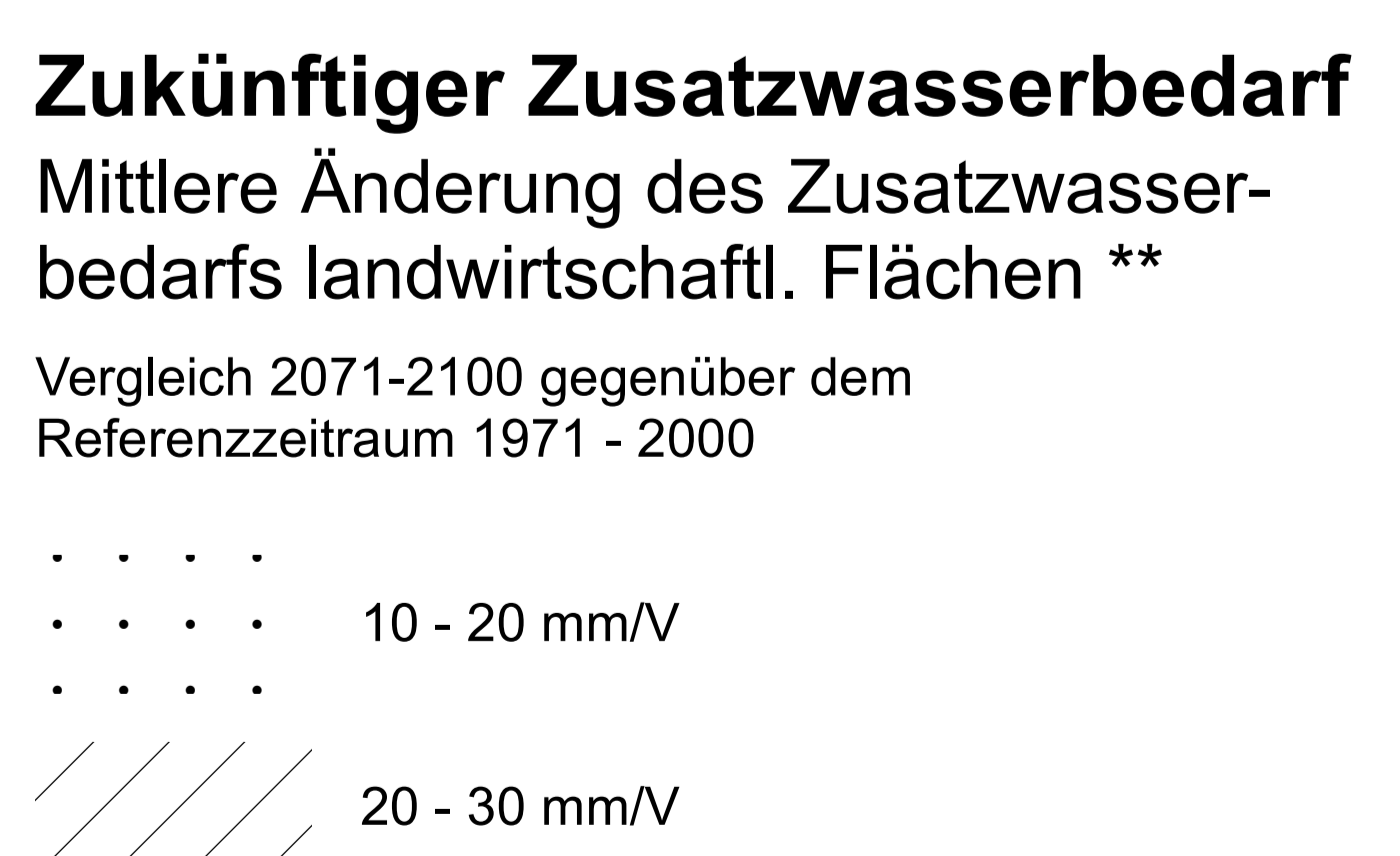 Zukünftiger Zusatzwasserbedarf
Mittlere Änderung des Zusatzwasser-
bedarfs landwirtschaftl. Flächen **
Vergleich 2071-2100 gegenüber dem
Referenzzeitraum 1971 - 2000
10 - 20 mm/V
20 - 30 mm/V